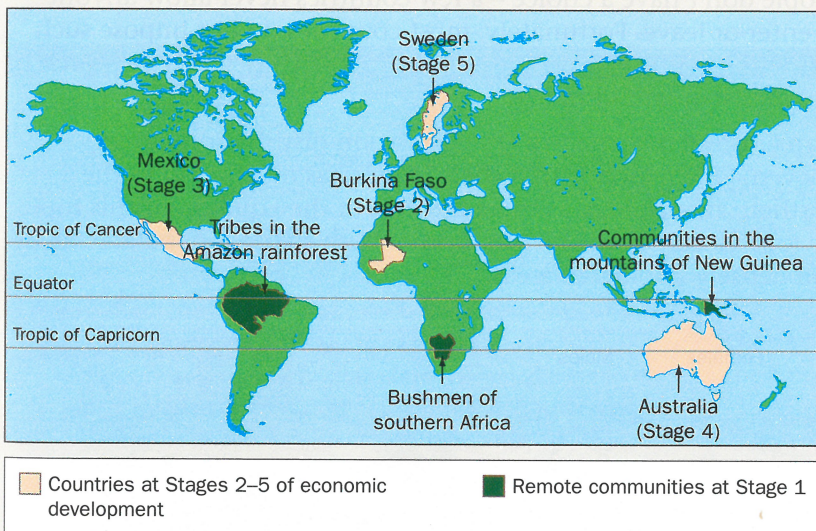 Sweden
(Stage 5)
Mexico
(Stage 3)
Burkina Faso
(Stage 2)
Tropic of Cancer
Tribes in the
Amazon rainforest
Communities in the
mountains of New Guinea
Equator
Tropic of Capricorn
Bushmen of
southern Africa
Australia
(Stage 4)
Countries at Stages 2–5 of economic
development
Remote communities at Stage 1